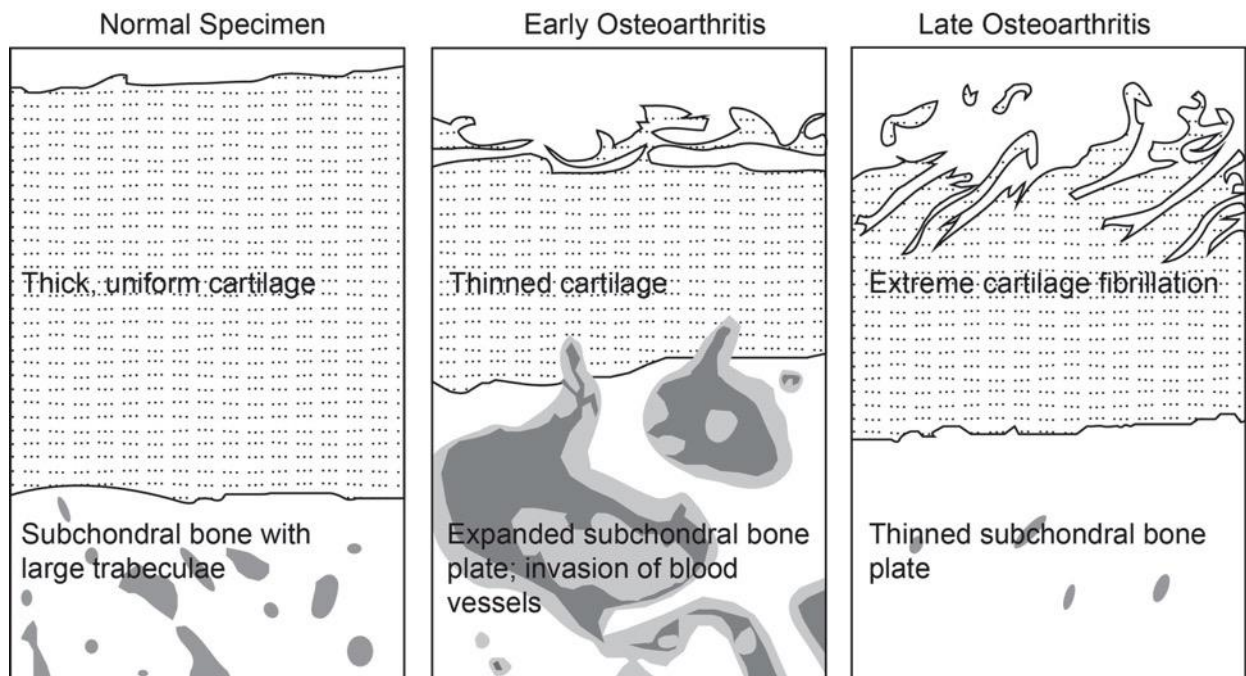 Normal Specimen
Early Osteoarthritis
Late Osteoarthritis
Thick, uniform cartilage
Subchondral bone with
large trabeculae
Thinned cartilage
Expanded subchondral bone
plate; invasion of blood
vessels
Extreme cartilage fibrillation
Thinned subchondral bone
plate